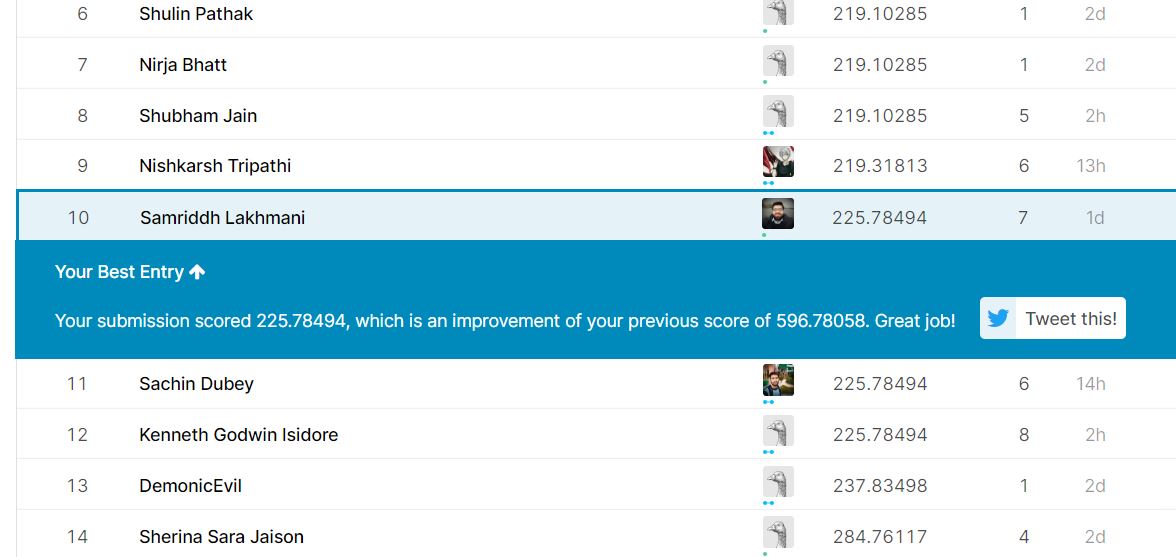 6 Shulin Pathak 219.10285 1 2d
7 Nirja Bhatt 219.10285 1 2d
8 Shubham Jain 219.10285 5 2h
9 Nishkarsh Tripathi 219.31813 6 13h
10 Samriddh Lakhmani 225.78494 7 1d
Your Best Entry
Your submission scored 225.78494, which is an improvement of your previous score of 596.78058. Great job! Tweet this!
11 Sachin Dubey 225.78494 6 14h
12 Kenneth Godwin Isidore 225.78494 8 2h
13 DemonicEvil 237.83498 1 2d
14 Sherina Sara Jaison 284.76117 4 2d